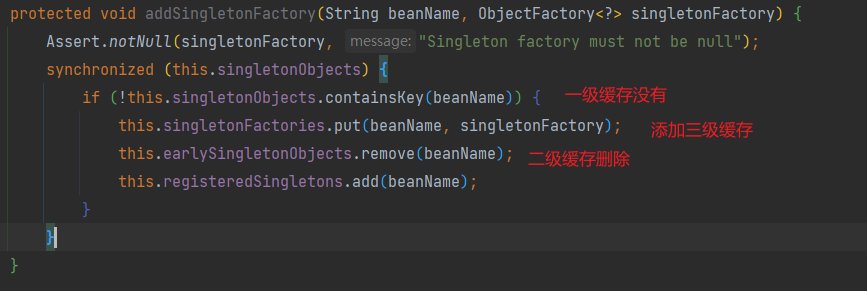 protected void addSingletonFactory(String beanName, ObjectFactory<?> singletonFactory) {
Assert.notNull(singletonFactory, message: "Singleton factory must not be null");
synchronized (this.singletonObjects) {
if (!this.singletonObjects.containsKey(beanName)) { 一级缓存没有
this.singletonFactories.put(beanName, singletonFactory); 添加三级缓存
this.earlySingletonObjects.remove(beanName); 二级缓存删除
this.registeredSingletons.add(beanName);
}
}
}